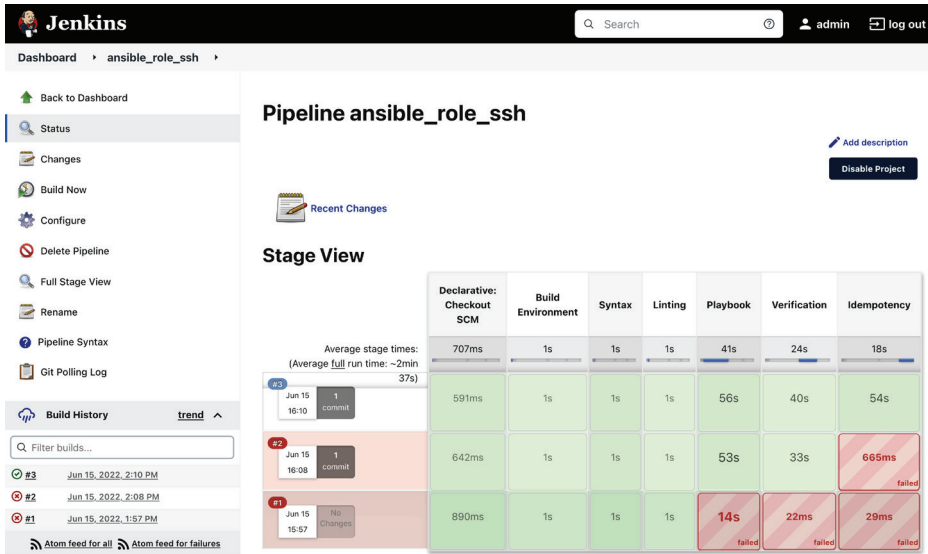 Jenkins
Search
admin
log out
Dashboard
ansible_role_ssh
Back to Dashboard
Status
Changes
Build Now
Configure
Delete Pipeline
Full Stage View
Rename
Pipeline Syntax
Git Polling Log
Build History
trend
Filter builds...
#3 Jun 15, 2022, 2:10 PM
#2 Jun 15, 2022, 2:08 PM
#1 Jun 15, 2022, 1:57 PM
Atom feed for all Atom feed for failures
Pipeline ansible_role_ssh
Add description
Disable Project
Recent Changes
Stage View
Declarative:
Checkout
SCM
Build
Environment
Syntax
Linting
Playbook
Verification
Idempotency
Average stage times:
(Average full run time: ~2min
37s)
707ms 1s 1s 1s 41s 24s 18s
#3
Jun 15
16:10
1
commit
591ms 1s 1s 1s 56s 40s 54s
#2
Jun 15
16:08
1
commit
642ms 1s 1s 1s 53s 33s 665ms
failed
#1
Jun 15
15:57
No
Changes
890ms 1s 1s 1s 14s 22ms 29ms
failed failed failed